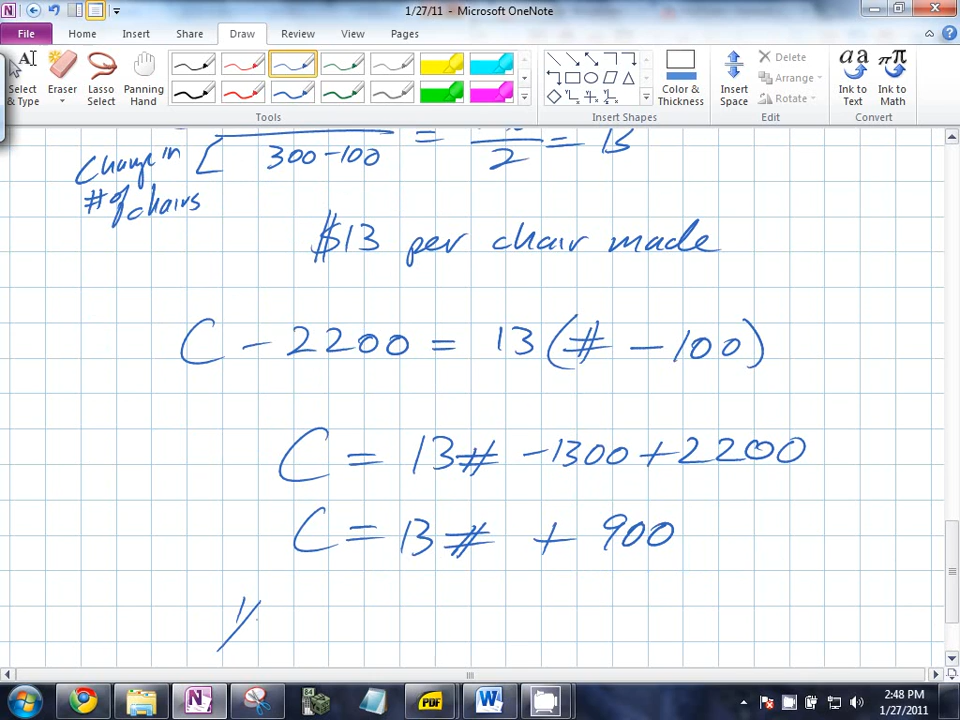 1/27/11 - Microsoft OneNote
File Home Insert Share Draw Review View Pages
Select & Type Eraser Lasso Select Panning Hand Color & Thickness Insert Space Delete Arrange Rotate Ink to Text Ink to Math
Tools Insert Shapes Edit Convert
Change in 300-100 = 2 = 13
# of chairs
$13 per chair made
C - 2200 = 13(# - 100)
C = 13# - 1300 + 2200
C = 13# + 900
2:48 PM
1/27/2011